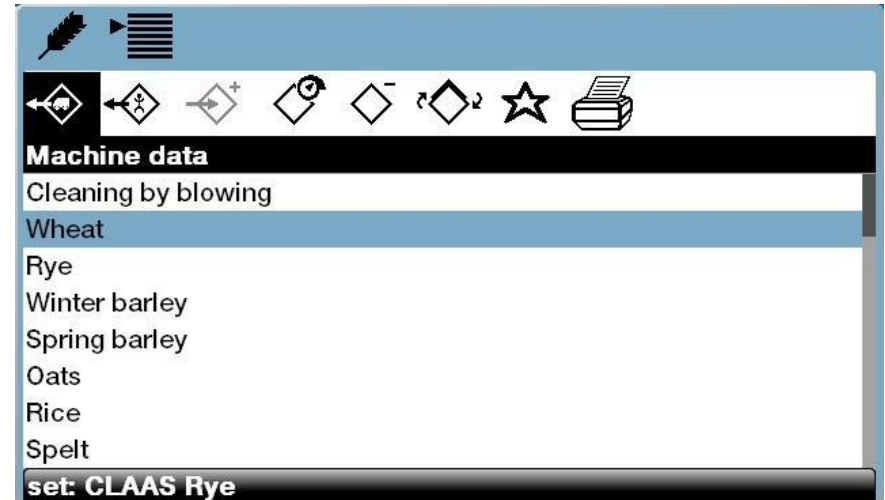 Machine data
Cleaning by blowing
Wheat
Rye
Winter barley
Spring barley
Oats
Rice
Spelt
set: CLAAS Rye